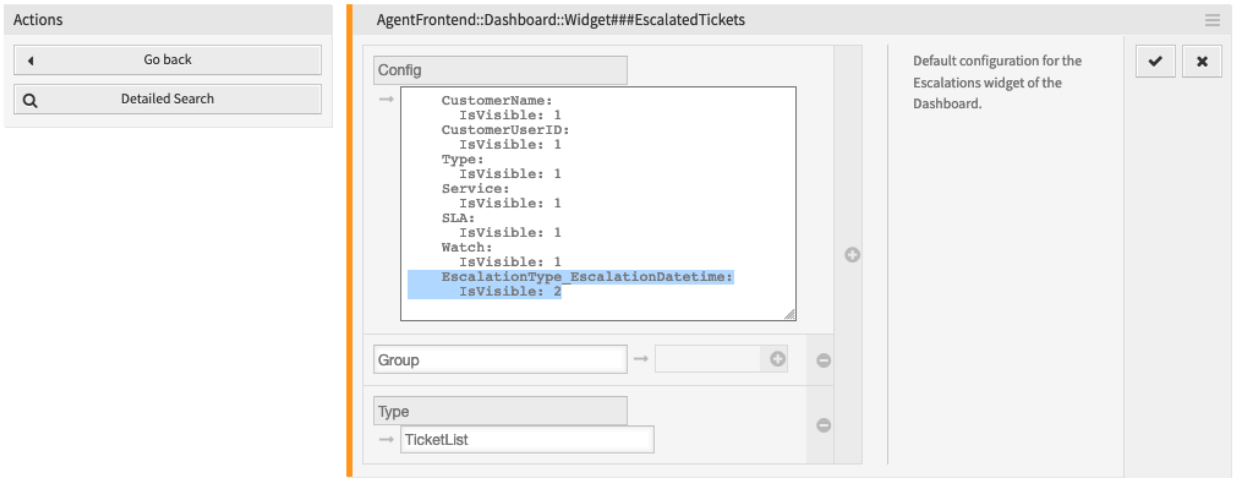 Actions
Go back
Detailed Search
AgentFrontend::Dashboard::Widget###EscalatedTickets
Config
CustomerName:
IsVisible: 1
CustomerUserID:
IsVisible: 1
Type:
IsVisible: 1
Service:
IsVisible: 1
SLA:
IsVisible: 1
Watch:
IsVisible: 1
EscalationType_EscalationDatetime:
IsVisible: 2
Group
Type
TicketList
Default configuration for the
Escalations widget of the
Dashboard.